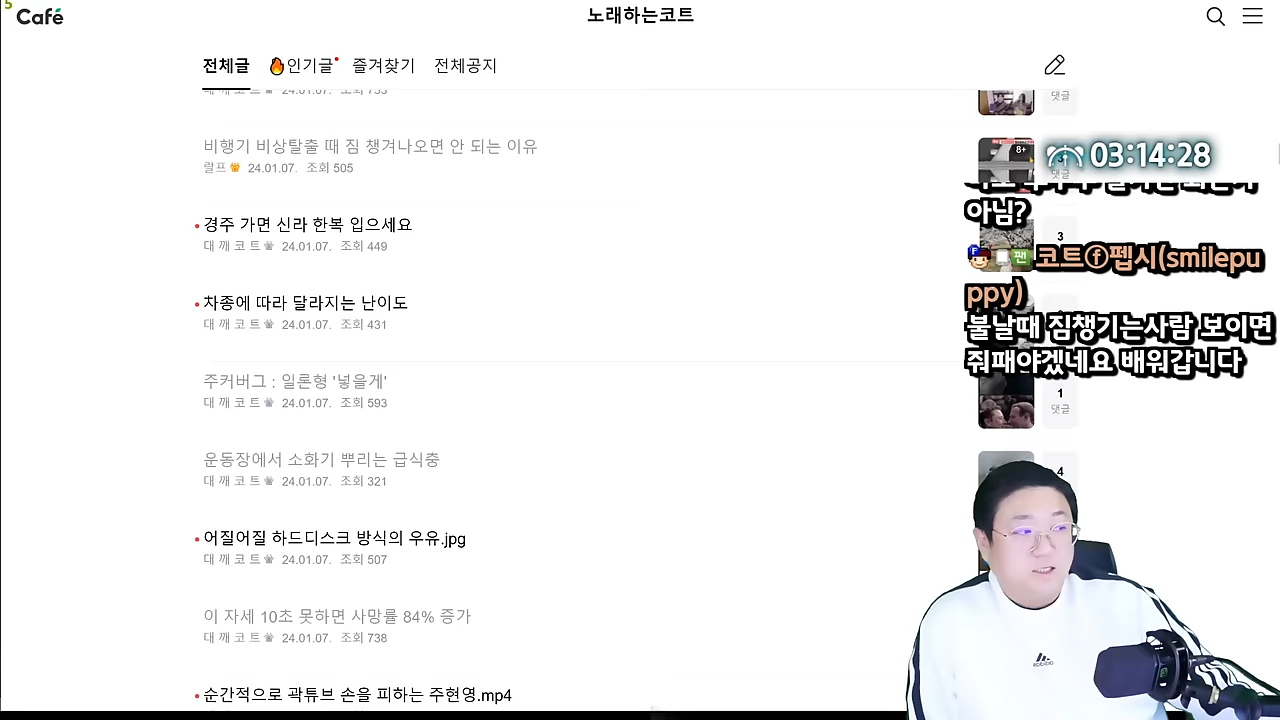 5
Café
노래하는코트
전체글
인기글
즐겨찾기
전체공지
댓글
비행기 비상탈출 때 짐 챙겨나오면 안 되는 이유
랄프 24.01.07. 조회 505
8+
03:14:28
댓글
아님?
경주 가면 신라 한복 입으세요
대 깨 코 트 24.01.07. 조회 449
3
코트ⓕ펩시(smilepu
ppy)
불날때 짐챙기는사람 보이면
줘패야겠네요 배워갑니다
차종에 따라 달라지는 난이도
대 깨 코 트 24.01.07. 조회 431
주커버그 : 일론형 '넣을게'
대 깨 코 트 24.01.07. 조회 593
1
댓글
운동장에서 소화기 뿌리는 급식충
대 깨 코 트 24.01.07. 조회 321
4
어질어질 하드디스크 방식의 우유.jpg
대 깨 코 트 24.01.07. 조회 507
이 자세 10초 못하면 사망률 84% 증가
대 깨 코 트 24.01.07. 조회 738
순간적으로 곽튜브 손을 피하는 주현영.mp4